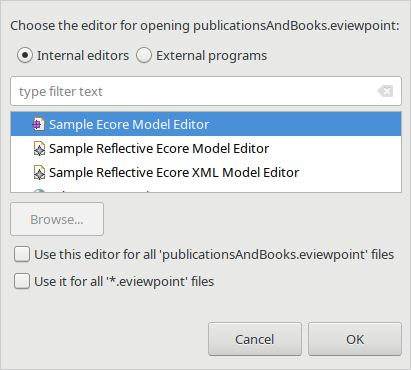 Choose the editor for opening publicationsAndBooks.eviewpoint:
Internal editors External programs
type filter text
Sample Ecore Model Editor
Sample Reflective Ecore Model Editor
Sample Reflective Ecore XML Model Editor
Browse...
Use this editor for all 'publicationsAndBooks.eviewpoint' files
Use it for all '*.eviewpoint' files
Cancel OK